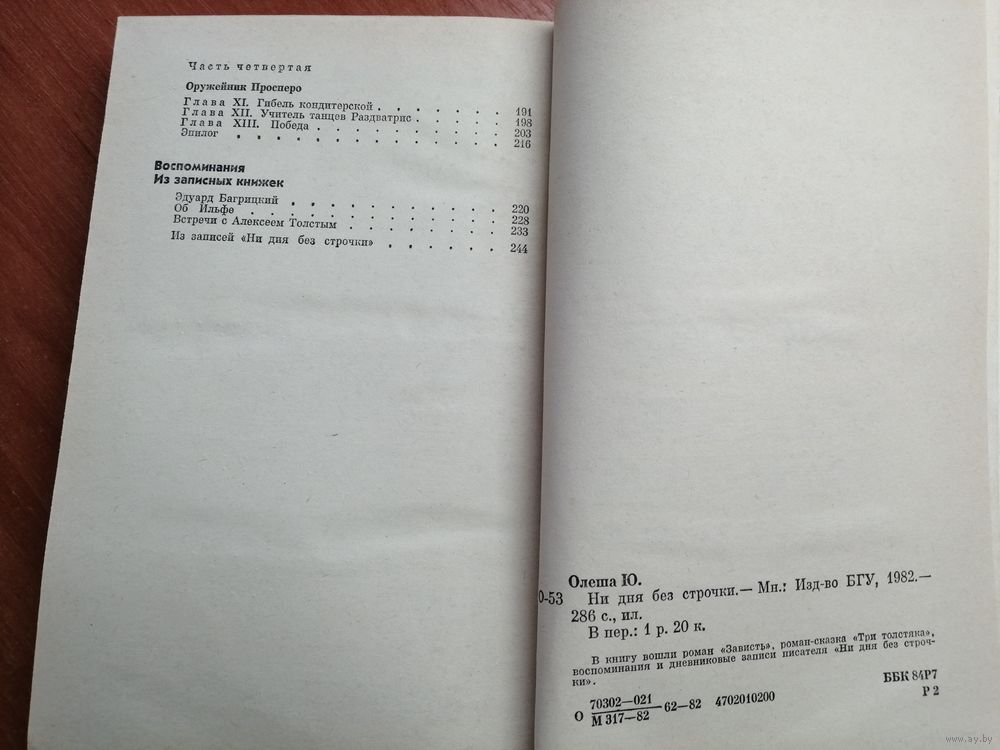 Часть четвертая
Оружейник Просперо
Глава XI. Гибель кондитерской . . . . . . . 191
Глава XII. Учитель танцев Раздватрис . . . . . 198
Глава XIII. Победа . . . . . . . . . . 203
Эпилог . . . . . . . . . . . . . 216
Воспоминания
Из записных книжек
Эдуард Багрицкий . . . . . . . . . . . 220
Об Ильфе . . . . . . . . . . . . 228
Встречи с Алексеем Толстым . . . . . . . . 233
Из записей «Ни дня без строчки» . . . . . . 244
Олеша Ю.
О-53 Ни дня без строчки.— Мн.: Изд-во БГУ, 1982.—
286 с., ил.
В пер.: 1 р. 20 к.
В книгу вошли роман «Зависть», роман-сказка «Три толстяка»,
воспоминания и дневниковые записи писателя «Ни дня без строч-
ки».
О 70302—021
М 317—82 62—82 4702010200
ББК 84Р7
Р 2
www.ay.by